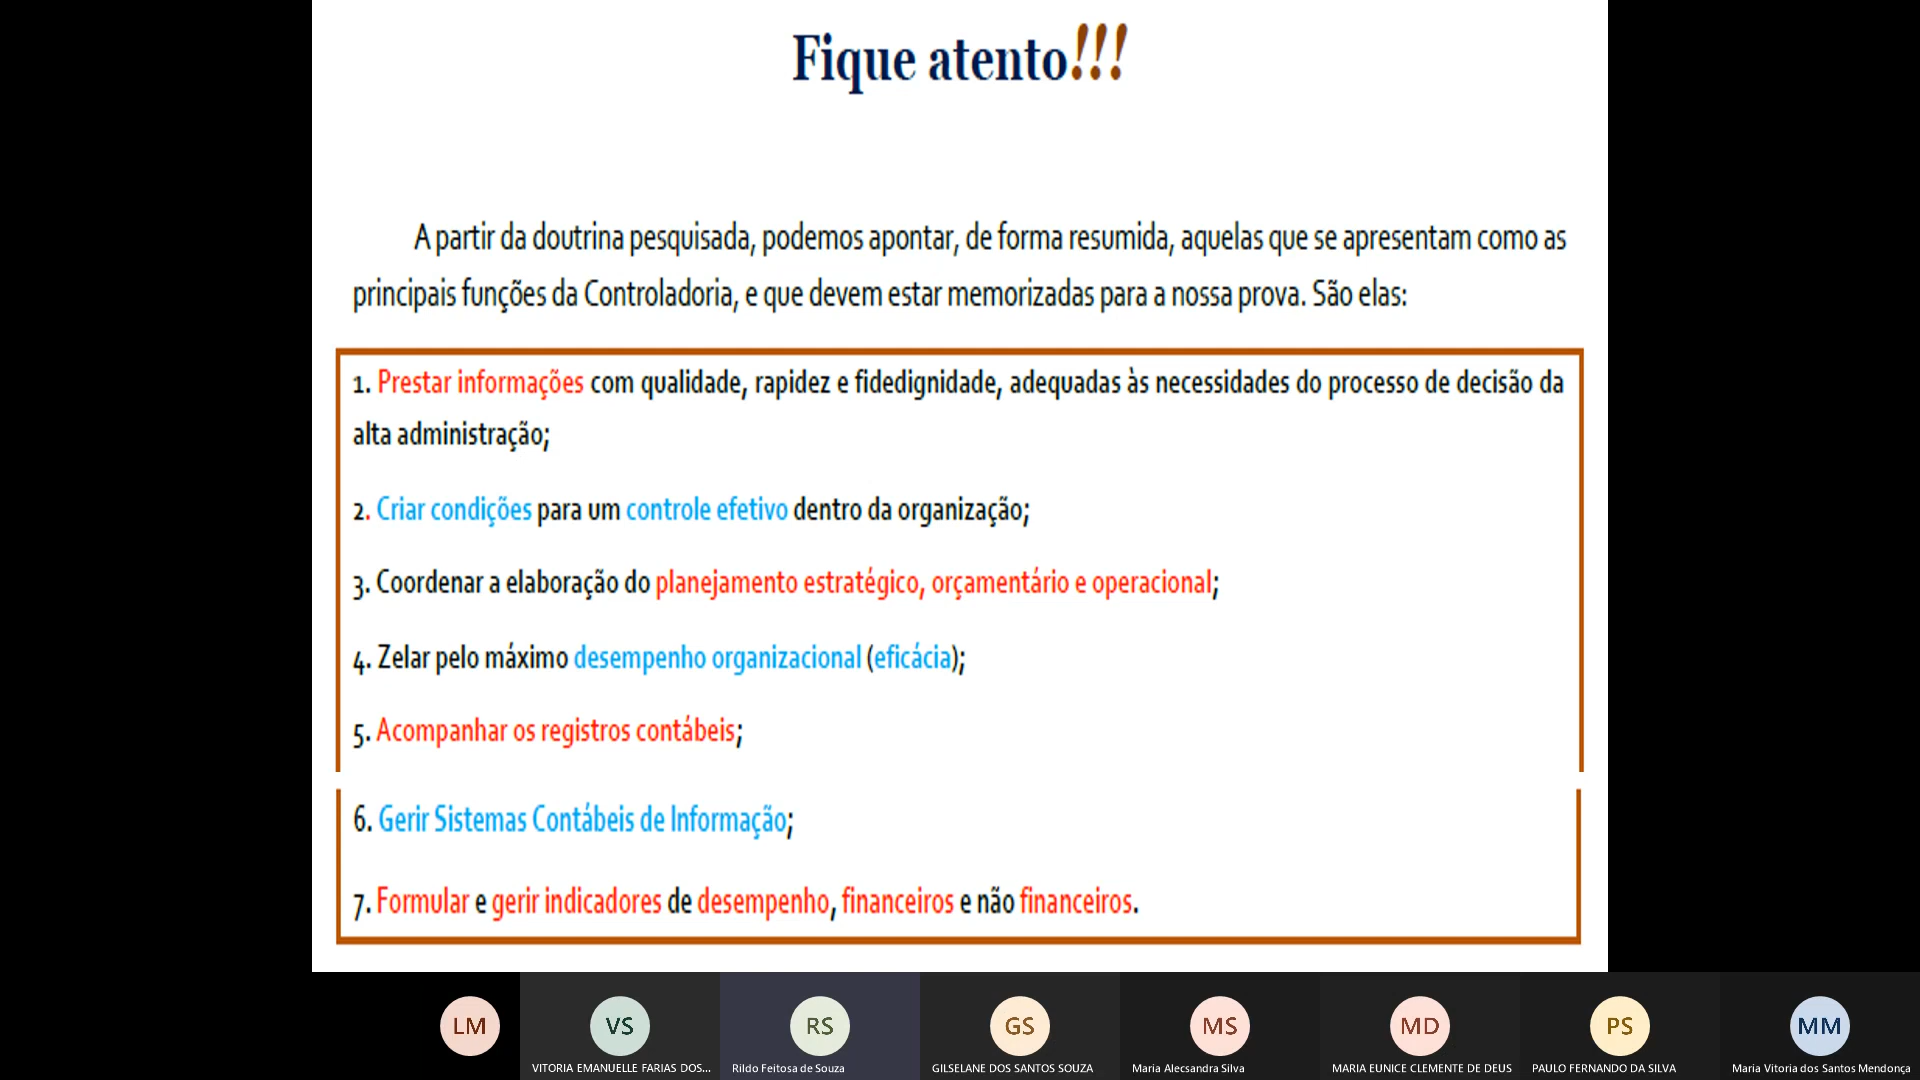 Fique atento!!!
A partir da doutrina pesquisada, podemos apontar, de forma resumida, aquelas que se apresentam como as
principais funções da Controladoria, e que devem estar memorizadas para a nossa prova. São elas:
1. Prestar informações com qualidade, rapidez e fidedignidade, adequadas às necessidades do processo de decisão da
alta administração;
2. Criar condições para um controle efetivo dentro da organização;
3. Coordenar a elaboração do planejamento estratégico, orçamentário e operacional;
4. Zelar pelo máximo desempenho organizacional (eficácia);
5. Acompanhar os registros contábeis;
6. Gerir Sistemas Contábeis de Informação;
7. Formular e gerir indicadores de desempenho, financeiros e não financeiros.
LM VS RS GS MS MD PS MM
VITORIA EMANUELLE FARIAS DOS... Rildo Feitosa de Souza GILSELANE DOS SANTOS SOUZA Maria Alecsandra Silva MARIA EUNICE CLEMENTE DE DEUS PAULO FERNANDO DA SILVA Maria Vitoria dos Santos Mendonça